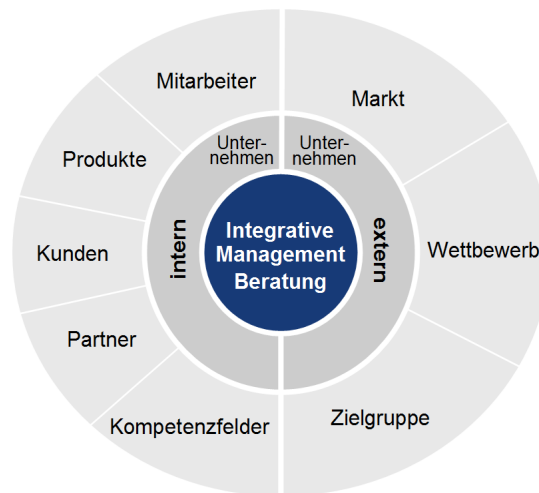 Mitarbeiter
Markt
Unter-
nehmen
Unter-
nehmen
Produkte
Kunden
intern
Integrative
Management
Beratung
extern
Wettbewerb
Partner
Kompetenzfelder
Zielgruppe